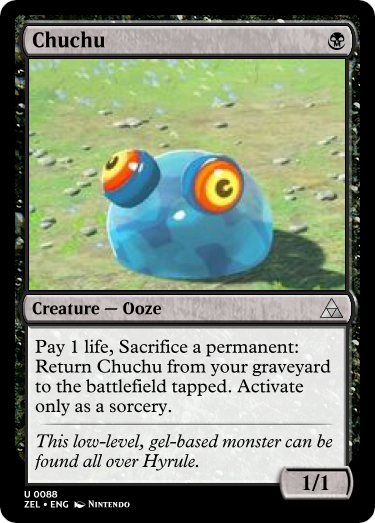 Chuchu
Creature — Ooze
Pay 1 life, Sacrifice a permanent:
Return Chuchu from your graveyard
to the battlefield tapped. Activate
only as a sorcery.
This low-level, gel-based monster can be
found all over Hyrule.
1/1
U 0088
ZEL • ENG Nintendo